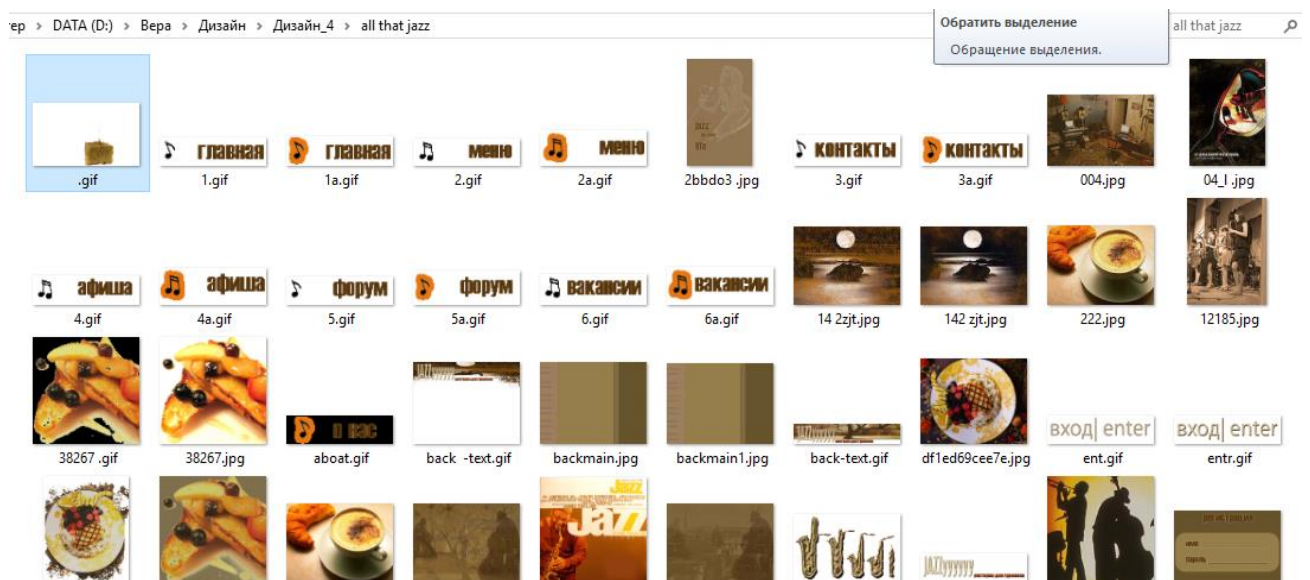 тер > DATA (D:) > Вера > Дизайн > Дизайн_4 > all that jazz
Обратить выделение
Обращение выделения.
all that jazz
главная
главная
меню
меню
контакты
контакты
.gif
1.gif
1a.gif
2.gif
2a.gif
2bbdo3 .jpg
3.gif
3a.gif
004.jpg
04_l .jpg
афиша
афиша
форум
форум
вакансии
вакансии
4.gif
4a.gif
5.gif
5a.gif
6.gif
6a.gif
14 2zjt.jpg
142 zjt.jpg
222.jpg
12185.jpg
о нас
JAZZyyyyyy
JAZZyyyyyy
вход| enter
вход| enter
38267 .gif
38267.jpg
aboat.gif
back -text.gif
backmain.jpg
backmain1.jpg
back-text.gif
df1ed69cee7e.jpg
ent.gif
entr.gif
Jazz
Jazz
JAZZyyyyyy